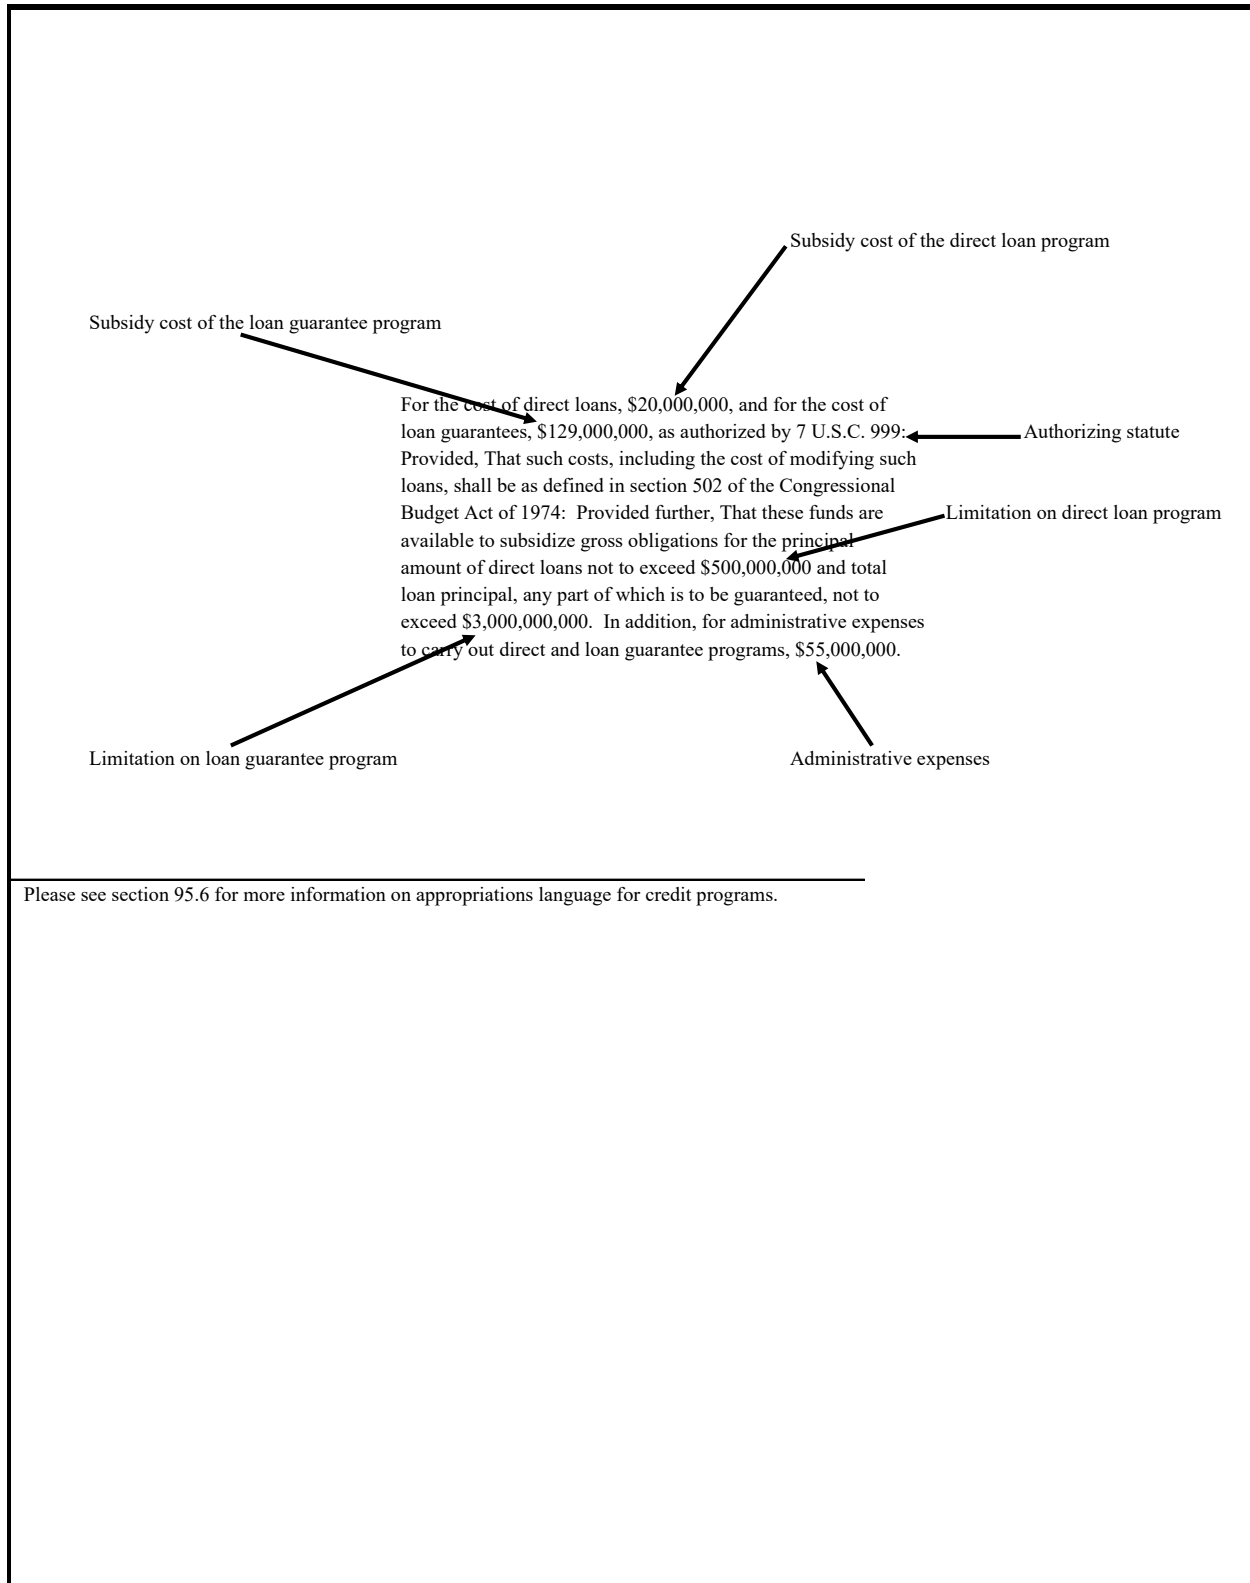 Subsidy cost of the direct loan program
Subsidy cost of the loan guarantee program
For the cost of direct loans, $20,000,000, and for the cost of
loan guarantees, $129,000,000, as authorized by 7 U.S.C. 999:
Authorizing statute
Provided, That such costs, including the cost of modifying such
loans, shall be as defined in section 502 of the Congressional
Budget Act of 1974:  Provided further, That these funds are
Limitation on direct loan program
available to subsidize gross obligations for the principal
amount of direct loans not to exceed $500,000,000 and total
loan principal, any part of which is to be guaranteed, not to
exceed $3,000,000,000.  In addition, for administrative expenses
to carry out direct and loan guarantee programs, $55,000,000.
Limitation on loan guarantee program
Administrative expenses
Please see section 95.6 for more information on appropriations language for credit programs.